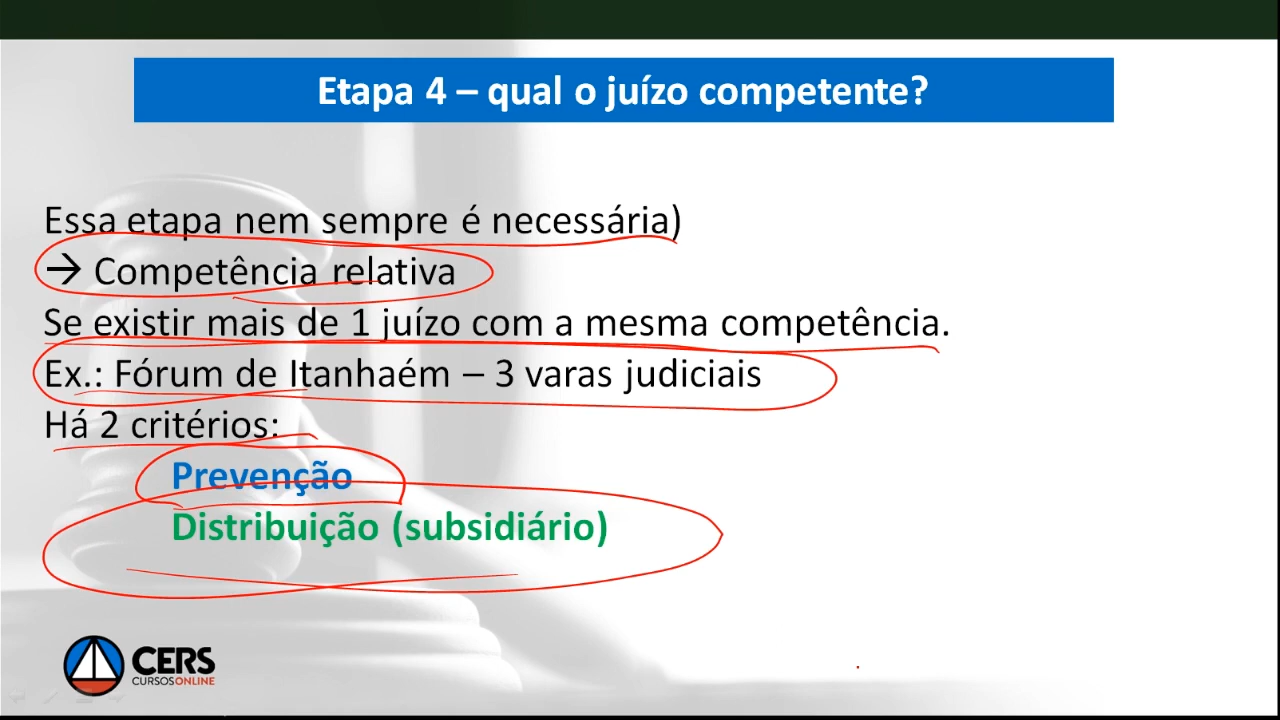 Etapa 4 – qual o juízo competente?
Essa etapa nem sempre é necessária)
→ Competência relativa
Se existir mais de 1 juízo com a mesma competência.
Ex.: Fórum de Itanhaém – 3 varas judiciais
Há 2 critérios:
Prevenção
Distribuição (subsidiário)
CERS
CURSOS ONLINE